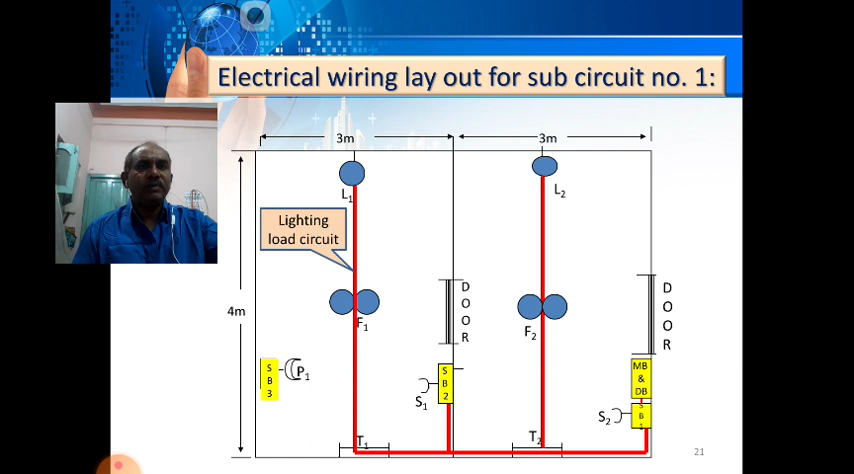 Electrical wiring lay out for sub circuit no. 1:
3m
3m
L1
L2
Lighting
load circuit
D
O
O
R
D
O
O
R
4m
F1
F2
S
B
3
P1
S
B
2
S1
MB
&
DB
S
B
1
S2
T1
T2
21